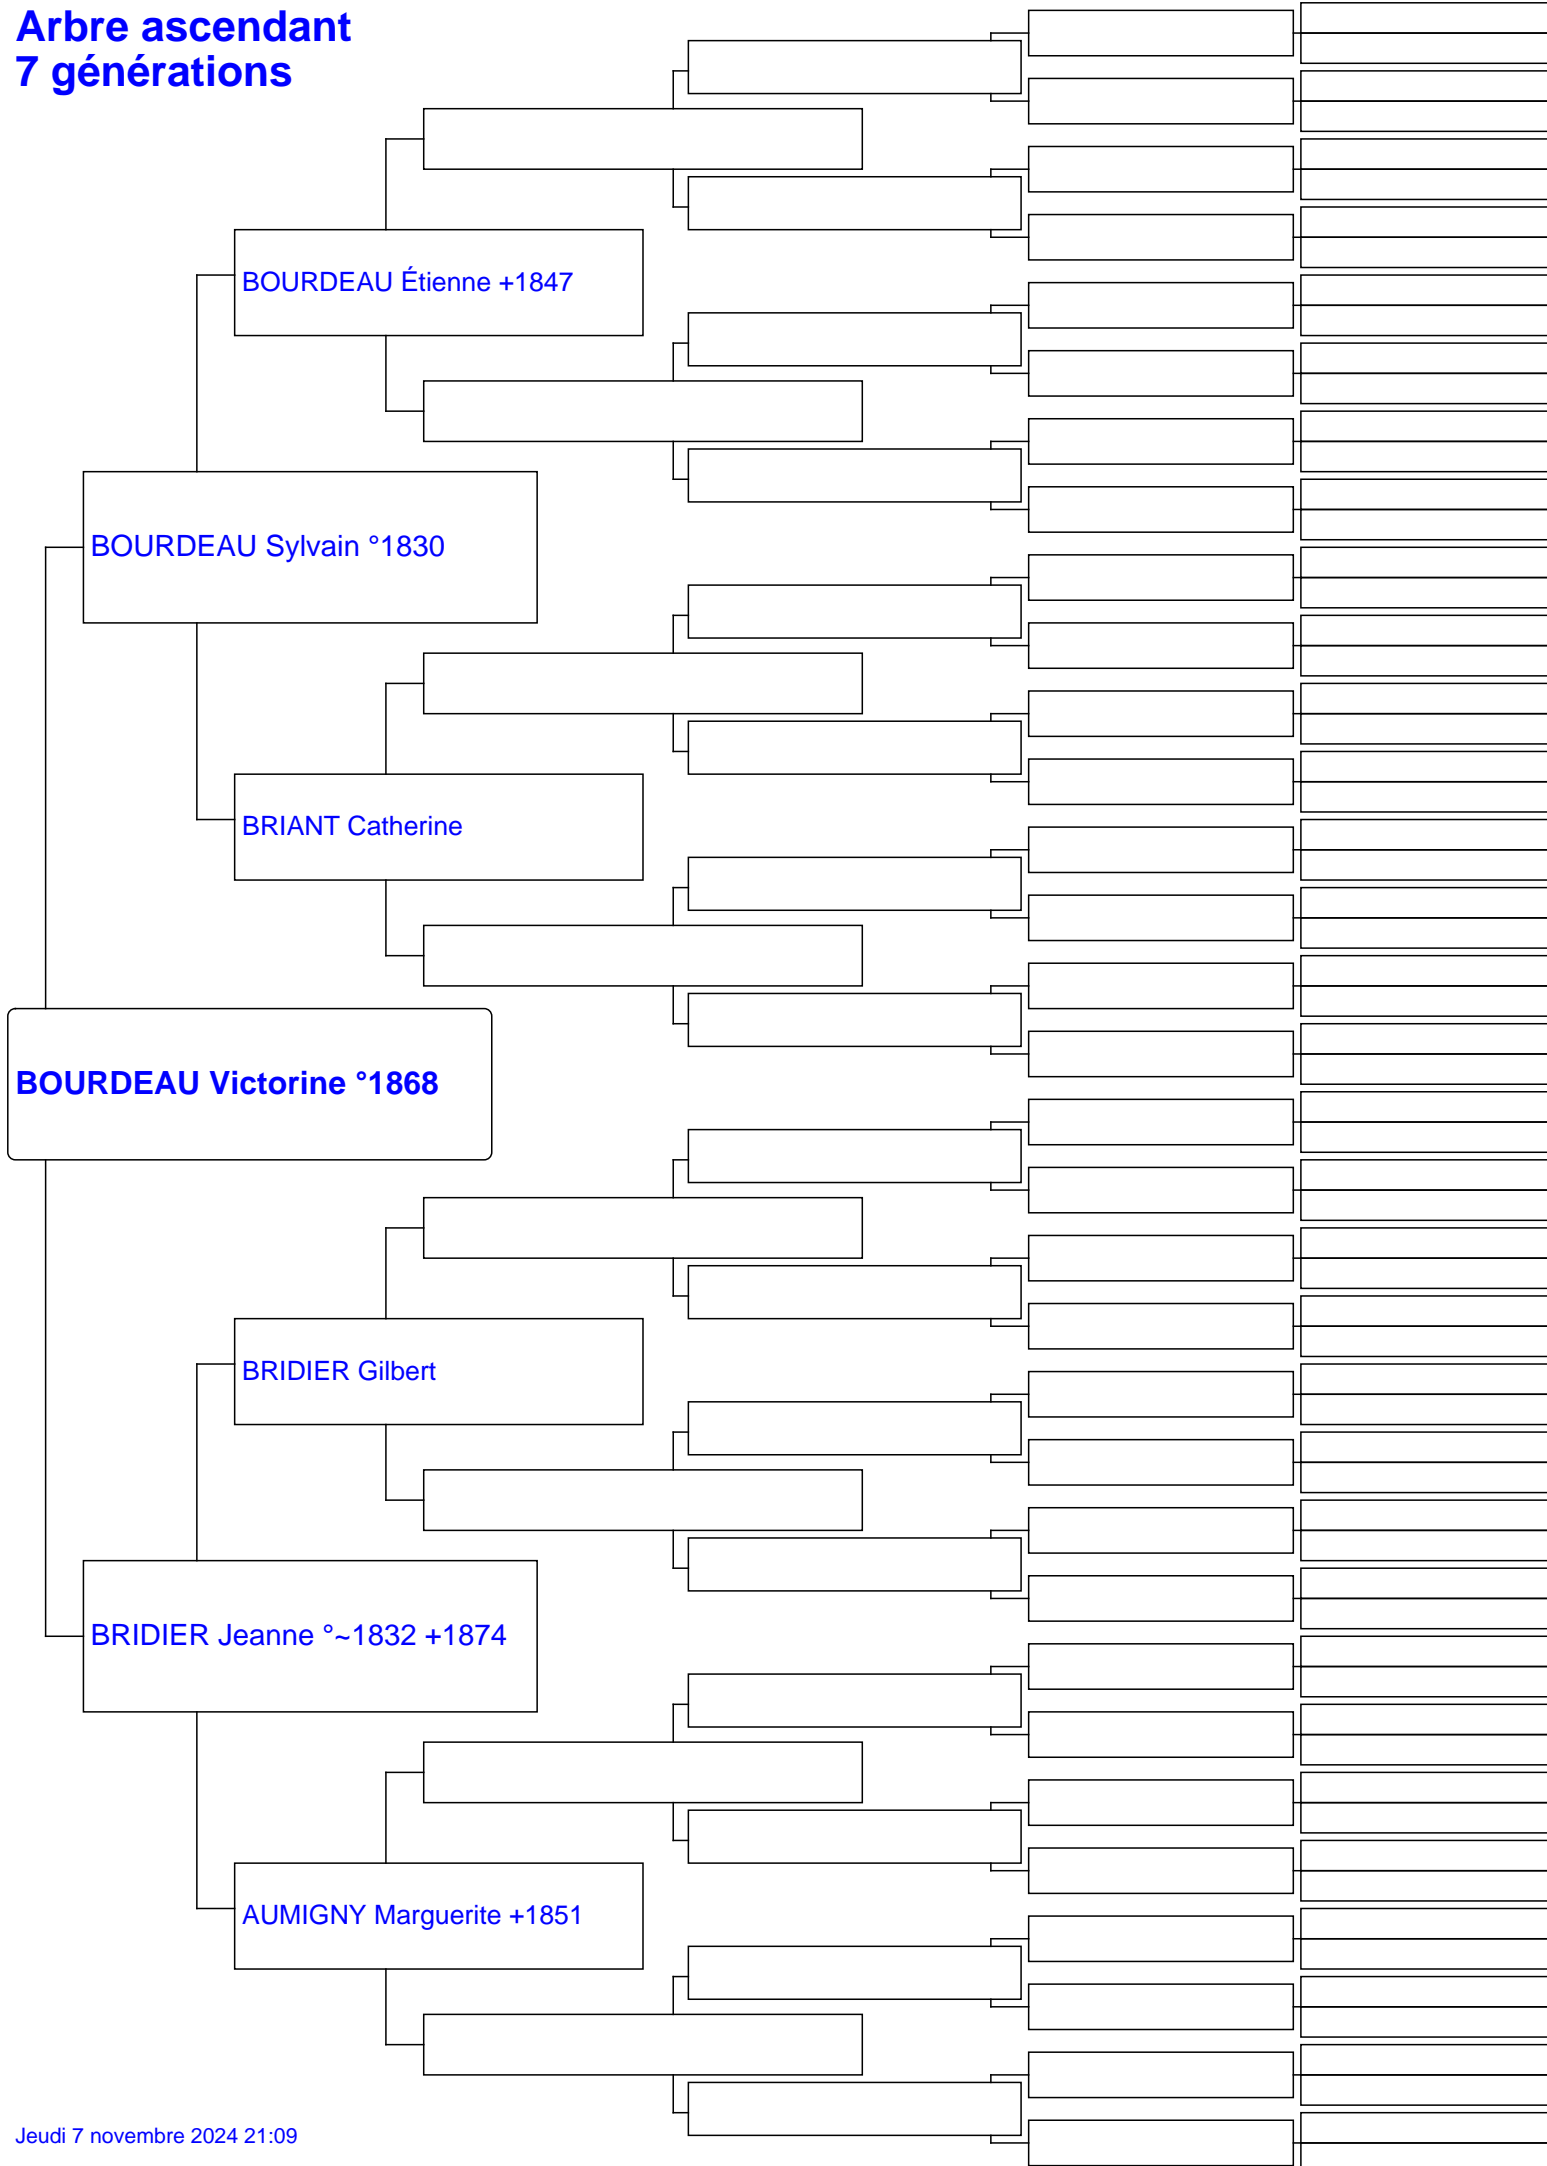 Arbre ascendant
7 générations
BOURDEAU Étienne +1847
BOURDEAU Sylvain °1830
BRIANT Catherine
BOURDEAU Victorine °1868
BRIDIER Gilbert
BRIDIER Jeanne °~1832 +1874
AUMIGNY Marguerite +1851
Jeudi 7 novembre 2024 21:09